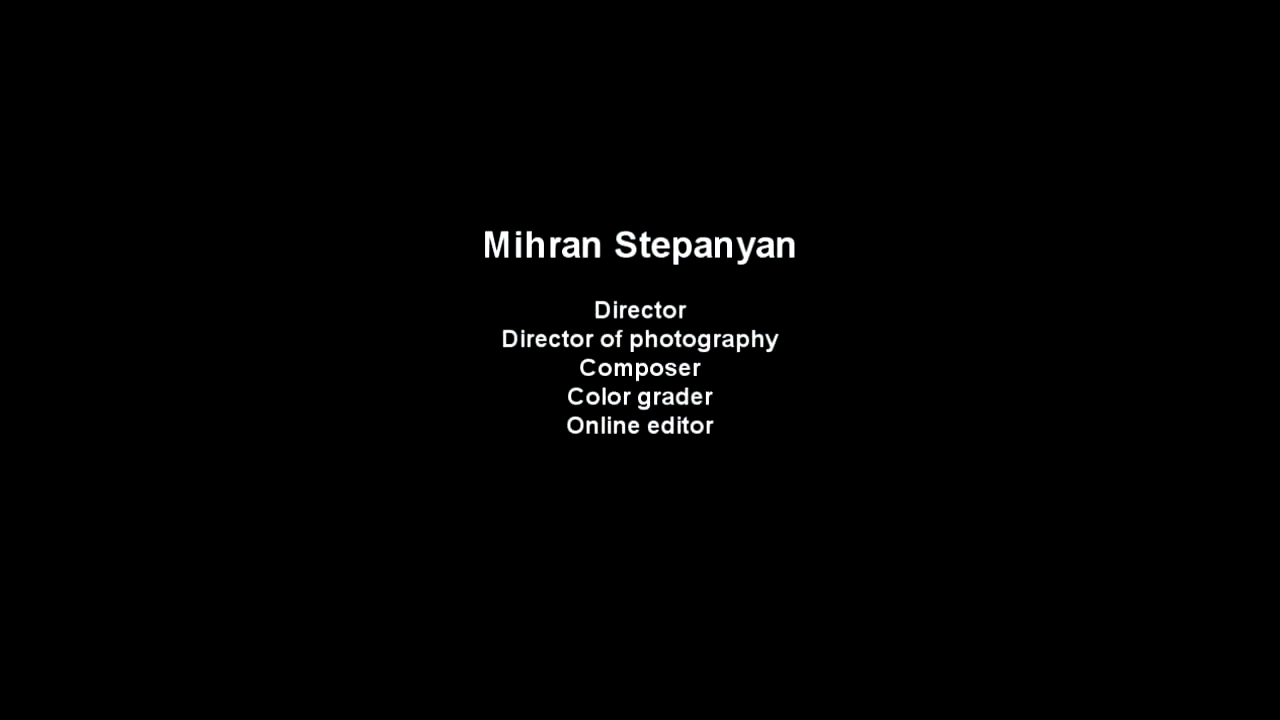 Mihran Stepanyan
Director
Director of photography
Composer
Color grader
Online editor